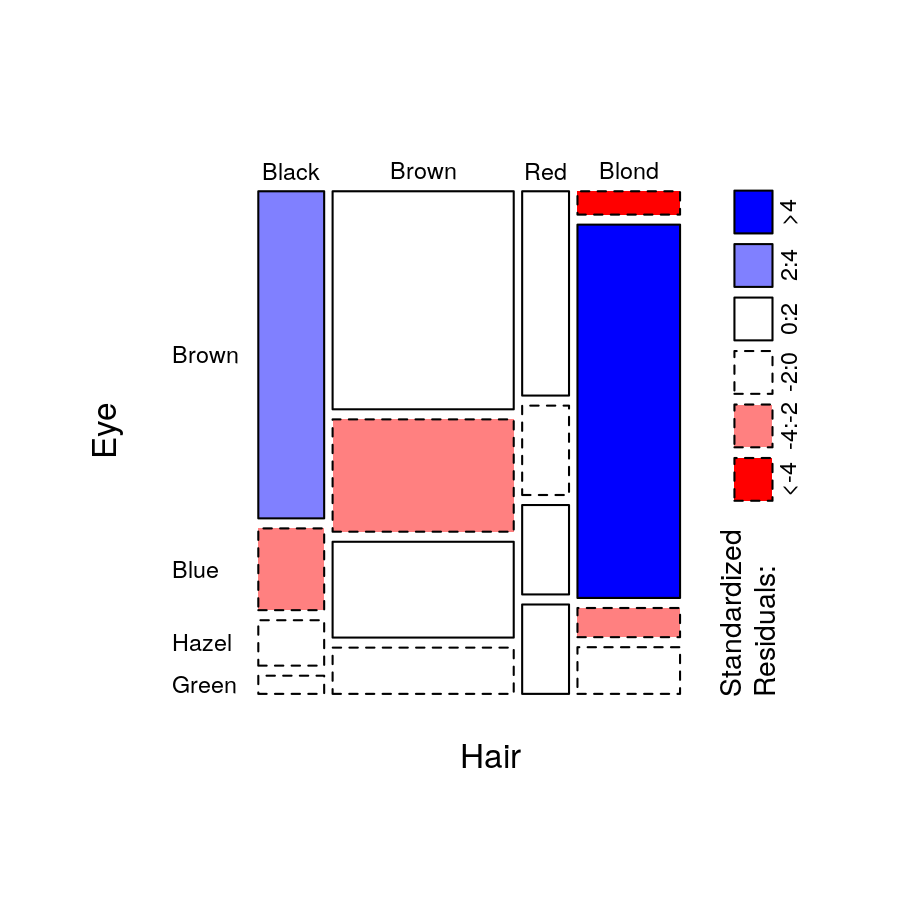 Black Brown Red Blond
Brown
Blue
Hazel
Green
Eye
Hair
Standardized
Residuals:
<-4
-4:-2
-2:0
0:2
2:4
>4